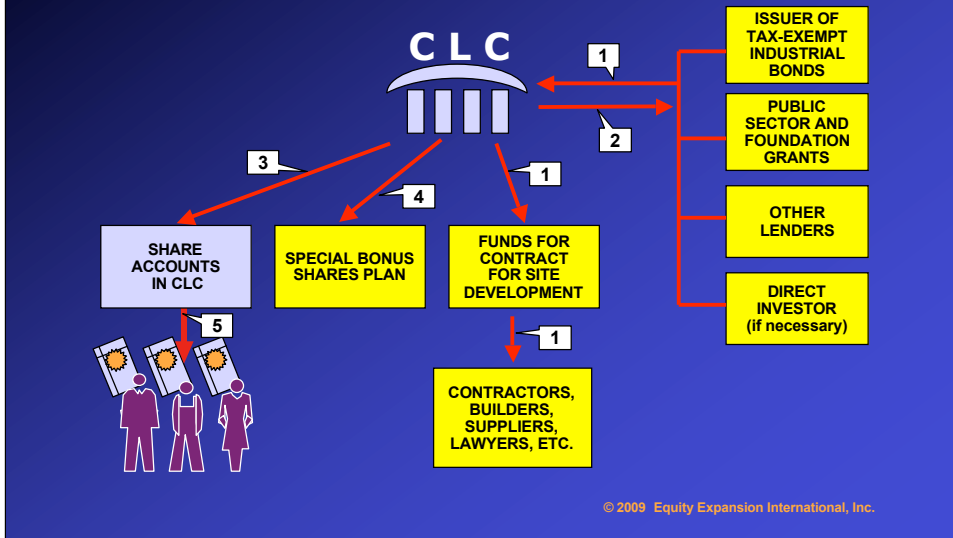 C L C
1
2
3
4
1
5
1
ISSUER OF
TAX-EXEMPT
INDUSTRIAL
BONDS
PUBLIC
SECTOR AND
FOUNDATION
GRANTS
OTHER
LENDERS
DIRECT
INVESTOR
(if necessary)
SHARE
ACCOUNTS
IN CLC
SPECIAL BONUS
SHARES PLAN
FUNDS FOR
CONTRACT
FOR SITE
DEVELOPMENT
CONTRACTORS,
BUILDERS,
SUPPLIERS,
LAWYERS, ETC.
© 2009 Equity Expansion International, Inc.